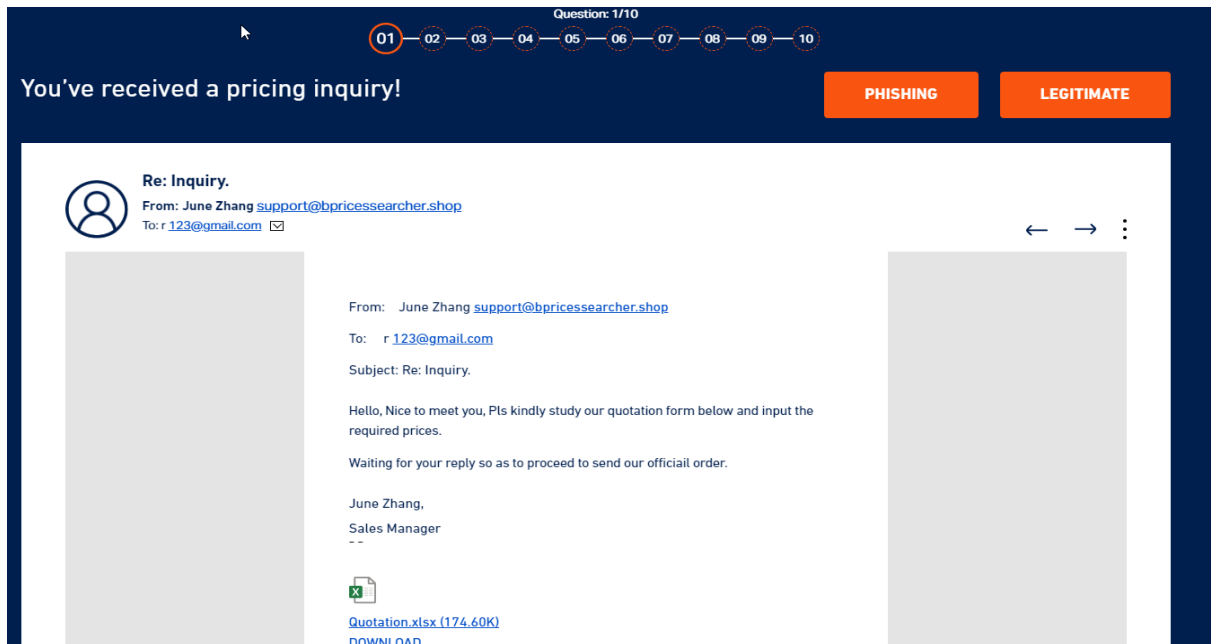 Question: 1/10
01 02 03 04 05 06 07 08 09 10
You've received a pricing inquiry!
PHISHING
LEGITIMATE
Re: Inquiry.
From: June Zhang support@bpricessearcher.shop
To: r 123@gmail.com
From: June Zhang support@bpricessearcher.shop
To: r 123@gmail.com
Subject: Re: Inquiry.
Hello, Nice to meet you, Pls kindly study our quotation form below and input the
required prices.
Waiting for your reply so as to proceed to send our officiail order.
June Zhang,
Sales Manager
X
Quotation.xlsx (174.60K)
DOWNLOAD